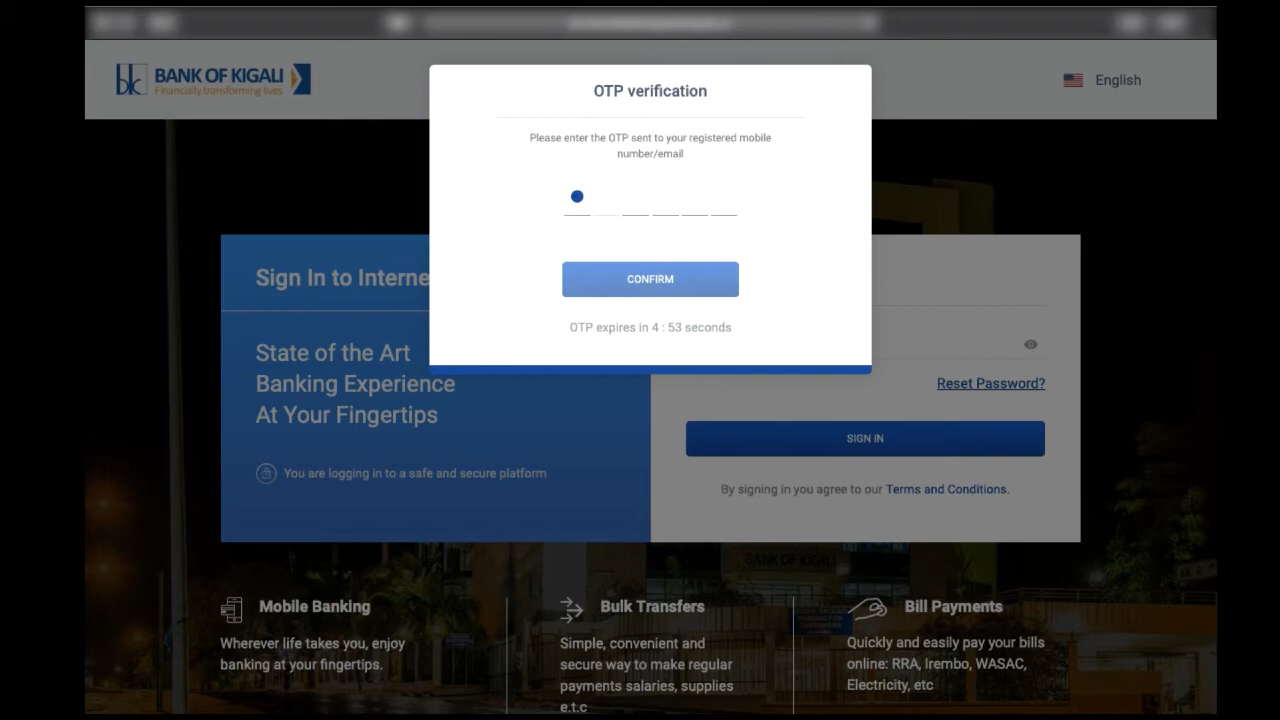 bk BANK OF KIGALI
Financially transforming lives
English
OTP verification
Please enter the OTP sent to your registered mobile
number/email
CONFIRM
OTP expires in 4 : 53 seconds
Sign In to Interne
State of the Art
Banking Experience
At Your Fingertips
You are logging in to a safe and secure platform
Reset Password?
SIGN IN
By signing in you agree to our Terms and Conditions.
BANK OF KIGALI
Mobile Banking
Wherever life takes you, enjoy
banking at your fingertips.
Bulk Transfers
Simple, convenient and
secure way to make regular
payments salaries, supplies
e.t.c
Bill Payments
Quickly and easily pay your bills
online: RRA, Irembo, WASAC,
Electricity, etc